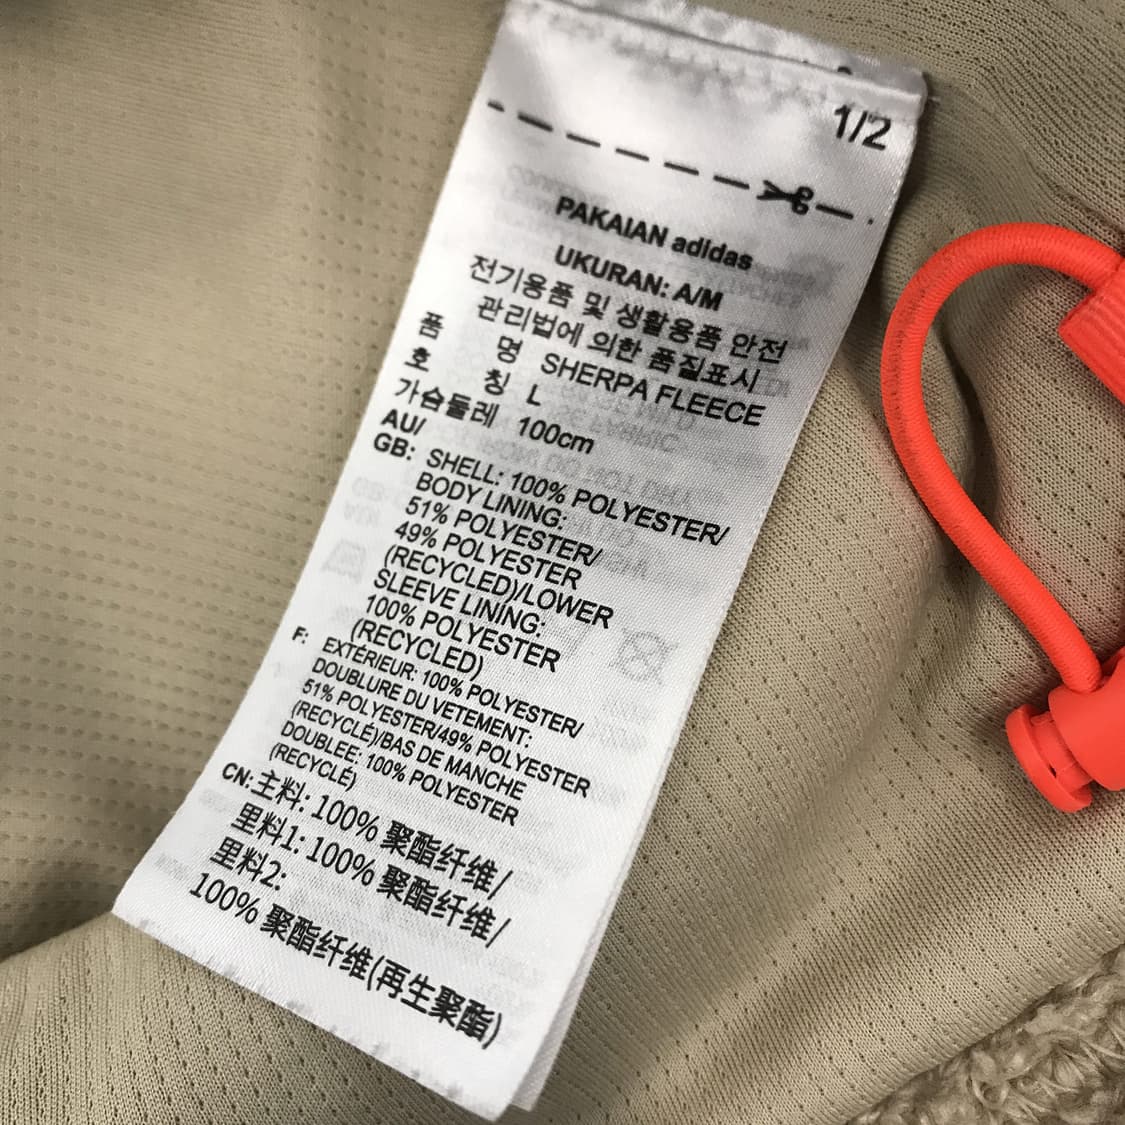 1/2
PAKAIAN adidas
UKURAN: A/M
전기용품 및 생활용품 안전
관리법에 의한 품질표시
품 명 SHERPA FLEECE
호 칭 L
가슴둘레 100cm
AU/
GB: SHELL: 100% POLYESTER/
BODY LINING:
51% POLYESTER/
49% POLYESTER
(RECYCLED)/LOWER
SLEEVE LINING:
100% POLYESTER
(RECYCLED)
F: EXTÉRIEUR: 100% POLYESTER/
DOUBLURE DU VETEMENT:
51% POLYESTER/49% POLYESTER
(RECYCLÉ)/BAS DE MANCHE
DOUBLEE: 100% POLYESTER
(RECYCLÉ)
CN: 主料: 100% 聚酯纤维/
里料1: 100% 聚酯纤维/
里料2:
100% 聚酯纤维(再生聚酯)